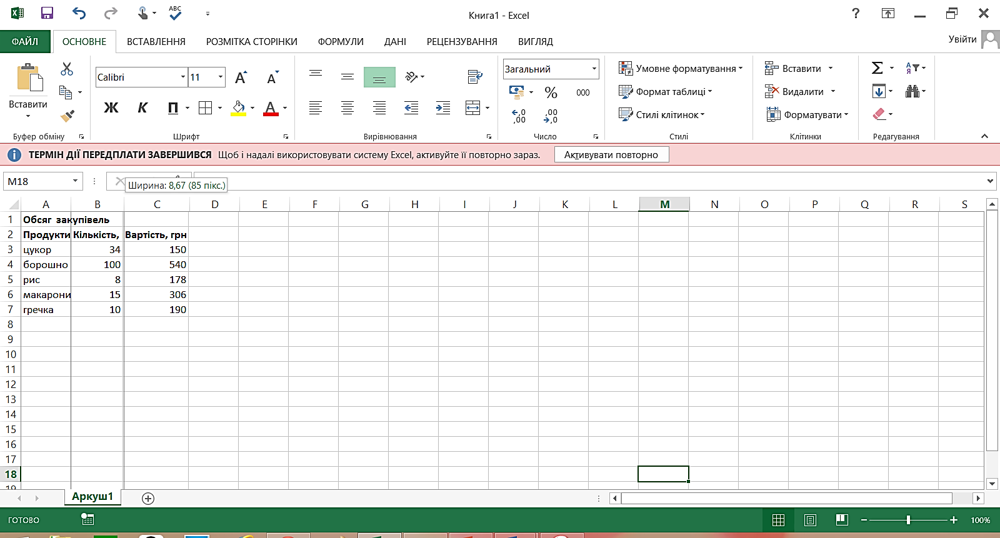 ABC
Книга1 - Excel
?
ФАЙЛ ОСНОВНЕ ВСТАВЛЕННЯ РОЗМІТКА СТОРІНКИ ФОРМУЛИ ДАНІ РЕЦЕНЗУВАННЯ ВИГЛЯД Увійти
Вставити
Буфер обміну
Calibri 11 A A
Ж К П A
Шрифт
Вирівнювання
Загальний
% 000
,0 ,00 ,00 ,0
Число
Умовне форматування
Формат таблиці
Стилі клітинок
Стилі
Вставити
Видалити
Форматувати
Клітинки
Σ А Я
Редагування
ТЕРМІН ДІЇ ПЕРЕДПЛАТИ ЗАВЕРШИВСЯ Щоб і надалі використовувати систему Excel, активуйте її повторно зараз. Активувати повторно
M18
Ширина: 8,67 (85 пікс.)
A B C D E F G H I J K L M N O P Q R S
1 Обсяг закупівель
2 Продукти Кількість, Вартість, грн
3 цукор 34 150
4 борошно 100 540
5 рис 8 178
6 макарони 15 306
7 гречка 10 190
8
9
10
11
12
13
14
15
16
17
18
19
Аркуш1
ГОТОВО 100%